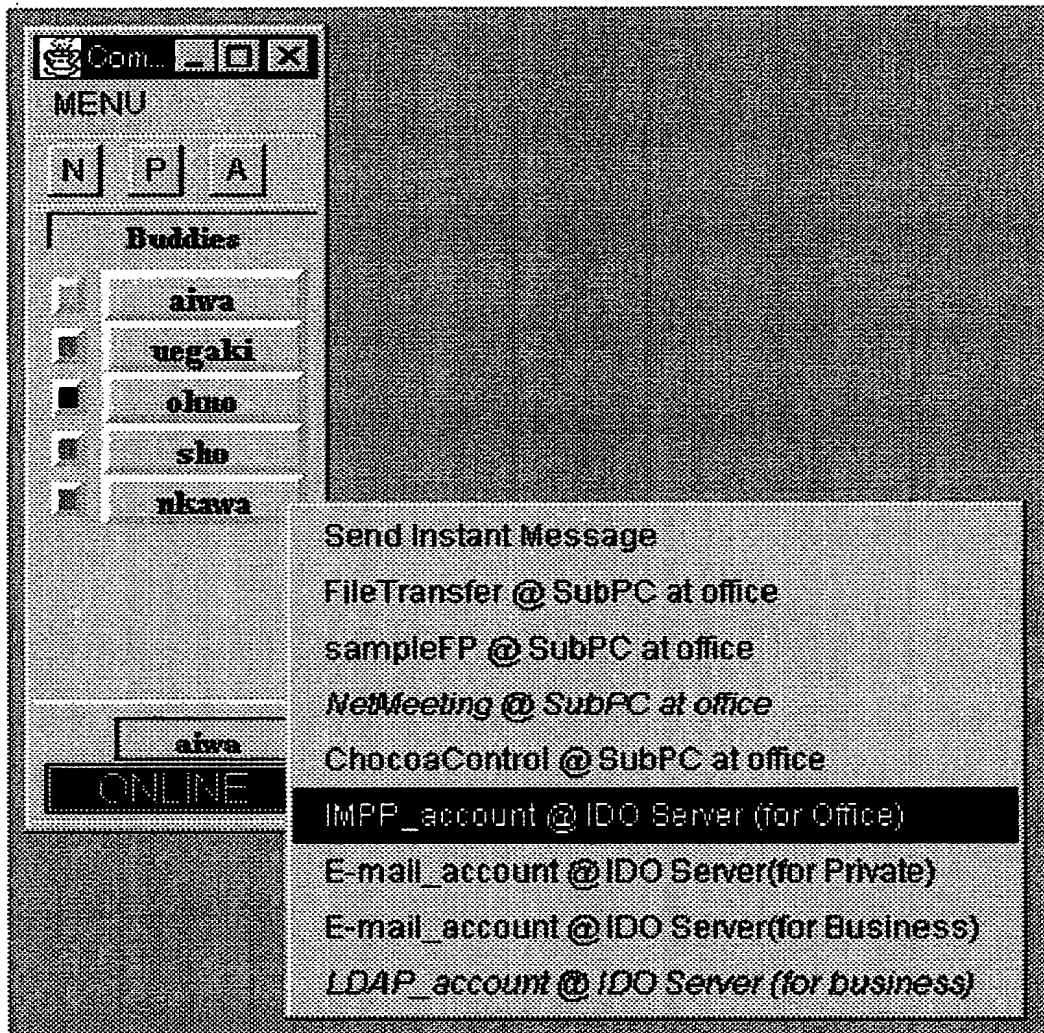 Com...
MENU
N P A
Buddies
aiwa
uegaki
ohno
sho
nkawa
Send Instant Message
FileTransfer @ SubPC at office
sampleFP @ SubPC at office
NetMeeting @ SubPC at office
ChocoaControl @ SubPC at office
aiwa
ONLINE
IMPP_account @ IDO Server (for Office)
E-mail_account @ IDO Server(for Private)
E-mail_account @ IDO Server(for Business)
LDAP_account @ IDO Server (for business)